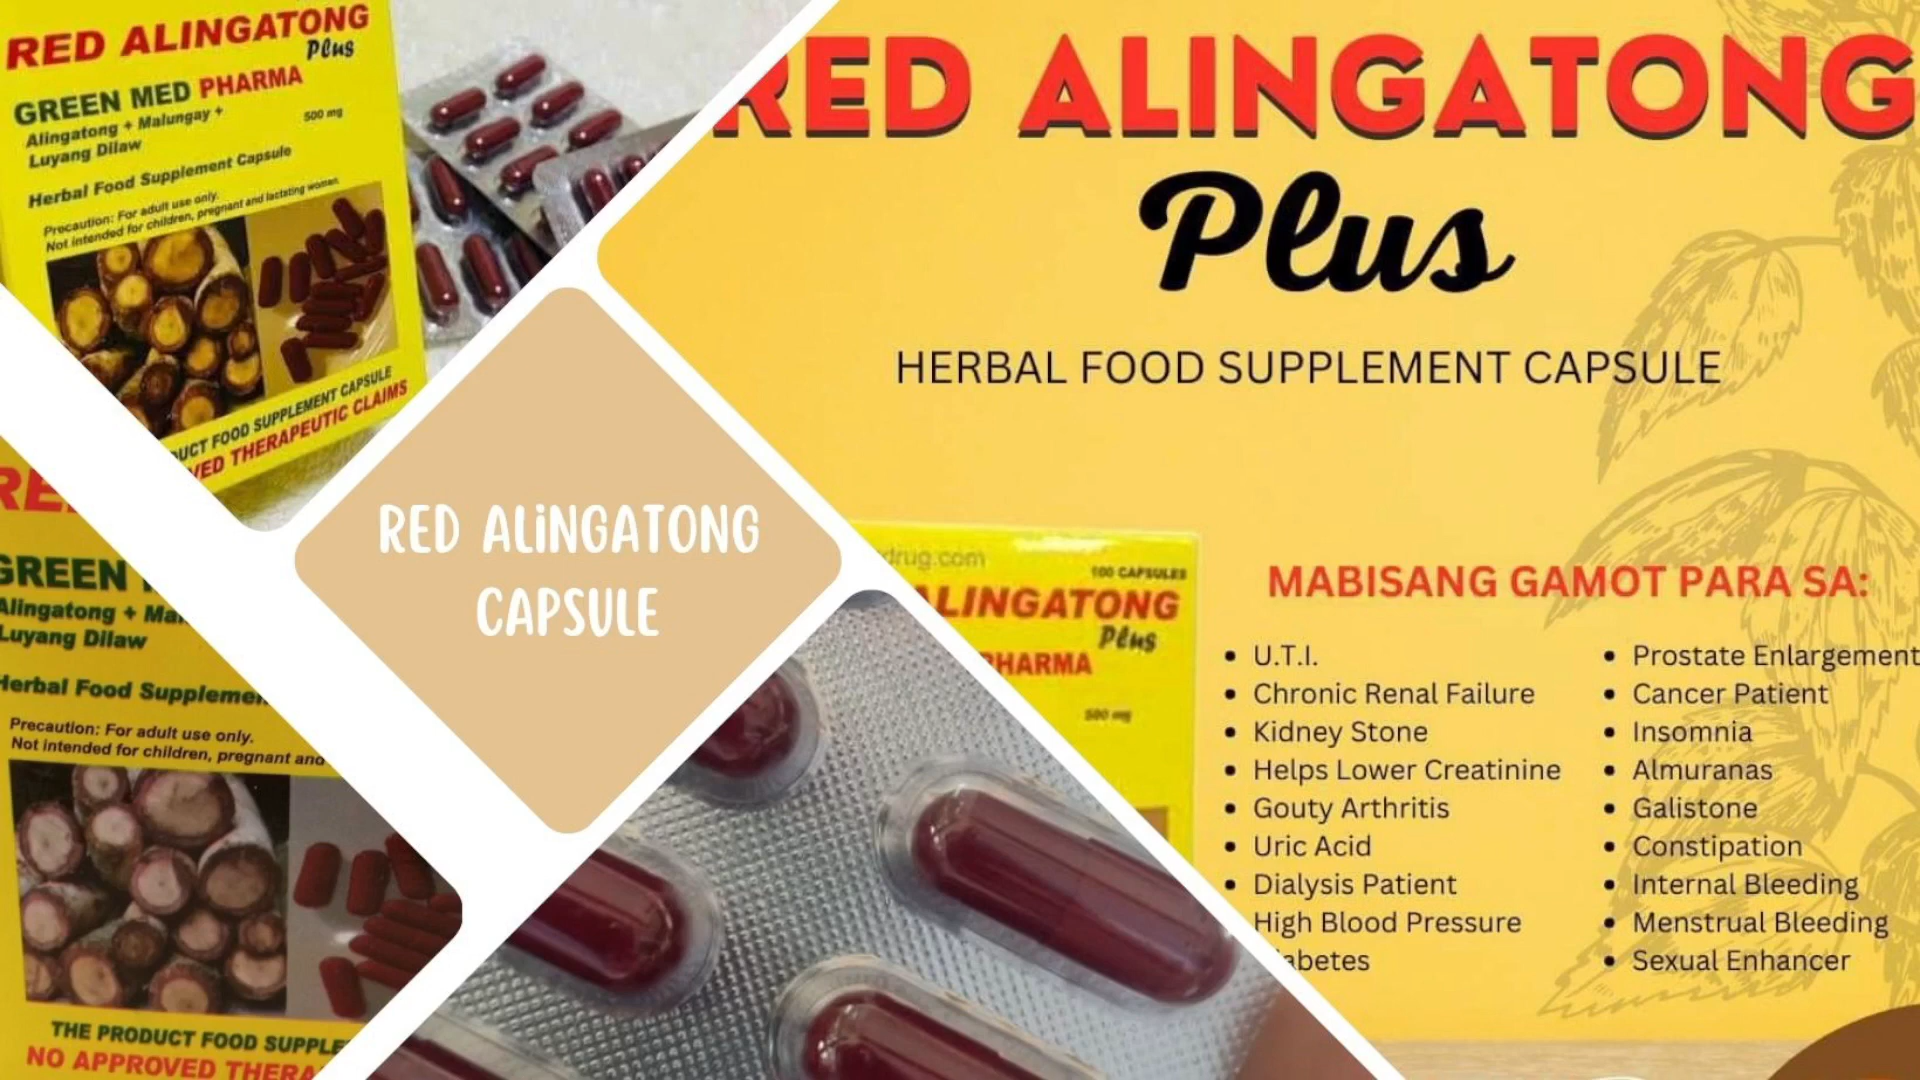 RED ALINGATONG
Plus
GREEN MED PHARMA
Alingatong + Malungay +
Luyang Dilaw
500 mg
Herbal Food Supplement Capsule
Precaution: For adult use only.
Not intended for children, pregnant and lactating woman.
FOOD SUPPLEMENT CAPSULE
THERAPEUTIC CLAIMS
RED ALINGATONG
Plus
HERBAL FOOD SUPPLEMENT CAPSULE
RED ALINGATONG
CAPSULE
GREEN
Alingatong +
Luyang Dilaw
Herbal Food
Precaution: For adult use only.
Not intended for children, pregnant and
THE PRODUCT FOOD
NO APPROVED
drug.com
100 CAPSULES
ALINGATONG
Plus
PHARMA
500 mg
MABISANG GAMOT PARA SA:
• U.T.I.
• Chronic Renal Failure
• Kidney Stone
• Helps Lower Creatinine
• Gouty Arthritis
• Uric Acid
• Dialysis Patient
High Blood Pressure
abetes
• Prostate Enlargement
• Cancer Patient
• Insomnia
• Almuranas
• Galistone
• Constipation
• Internal Bleeding
• Menstrual Bleeding
• Sexual Enhancer